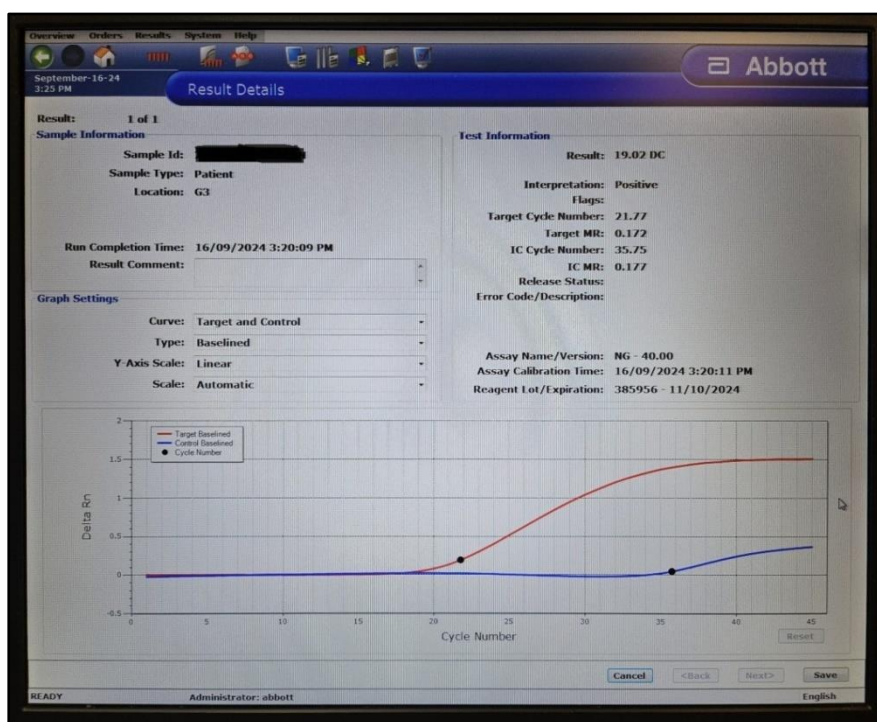 Overview Orders Results System Help
September-16-24
3:25 PM
Result Details
Abbott
Result: 1 of 1
Sample Information
Sample Id:
Sample Type: Patient
Location: G3
Run Completion Time: 16/09/2024 3:20:09 PM
Result Comment:
Graph Settings
Curve: Target and Control
Type: Baselined
Y-Axis Scale: Linear
Scale: Automatic
Test Information
Result: 19.02 DC
Interpretation: Positive
Flags:
Target Cycle Number: 21.77
Target MR: 0.172
IC Cycle Number: 35.75
IC MR: 0.177
Release Status:
Error Code/Description:
Assay Name/Version: NG - 40.00
Assay Calibration Time: 16/09/2024 3:20:11 PM
Reagent Lot/Expiration: 385956 - 11/10/2024
Target Baselined
Control Baselined
Cycle Number
2
1.5
1
0.5
0
-0.5
Delta Rn
0 5 10 15 20 25 30 35 40 45
Cycle Number
Reset
Cancel <Back Next> Save
READY Administrator: abbott English